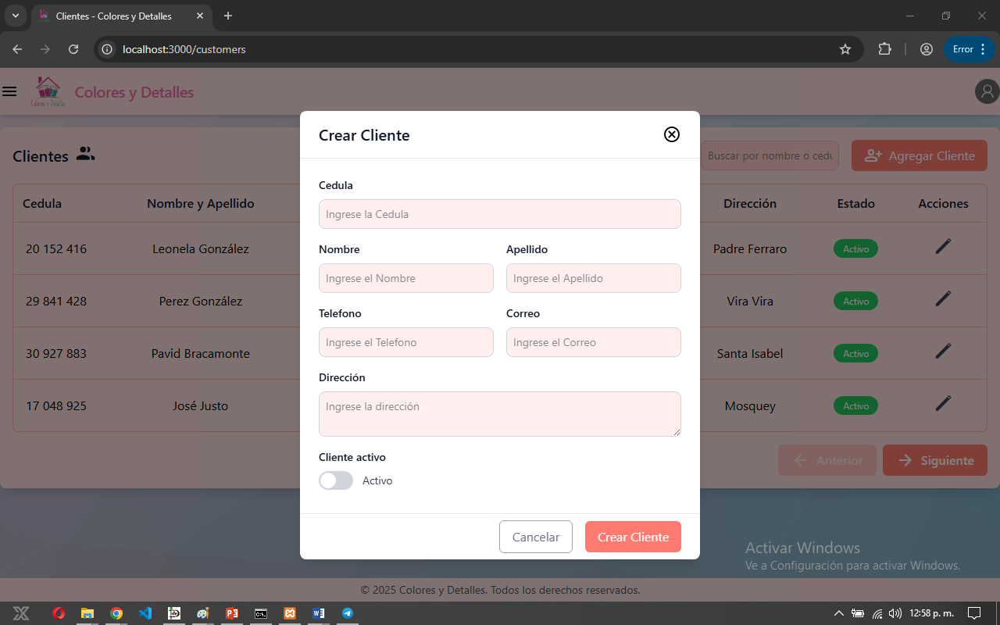 Clientes - Colores y Detalles
localhost:3000/customers
Error
Colores y Detalles
Colores y Detalles
Clientes
Buscar por nombre o cedu
Agregar Cliente
Cedula Nombre y Apellido Dirección Estado Acciones
20 152 416 Leonela González Padre Ferraro Activo
29 841 428 Perez González Vira Vira Activo
30 927 883 Pavid Bracamonte Santa Isabel Activo
17 048 925 José Justo Mosquey Activo
Anterior Siguiente
Crear Cliente
Cedula
Ingrese la Cedula
Nombre Apellido
Ingrese el Nombre Ingrese el Apellido
Telefono Correo
Ingrese el Telefono Ingrese el Correo
Dirección
Ingrese la dirección
Cliente activo
Activo
Cancelar Crear Cliente
Activar Windows
Ve a Configuración para activar Windows.
© 2025 Colores y Detalles. Todos los derechos reservados.
12:58 p. m.